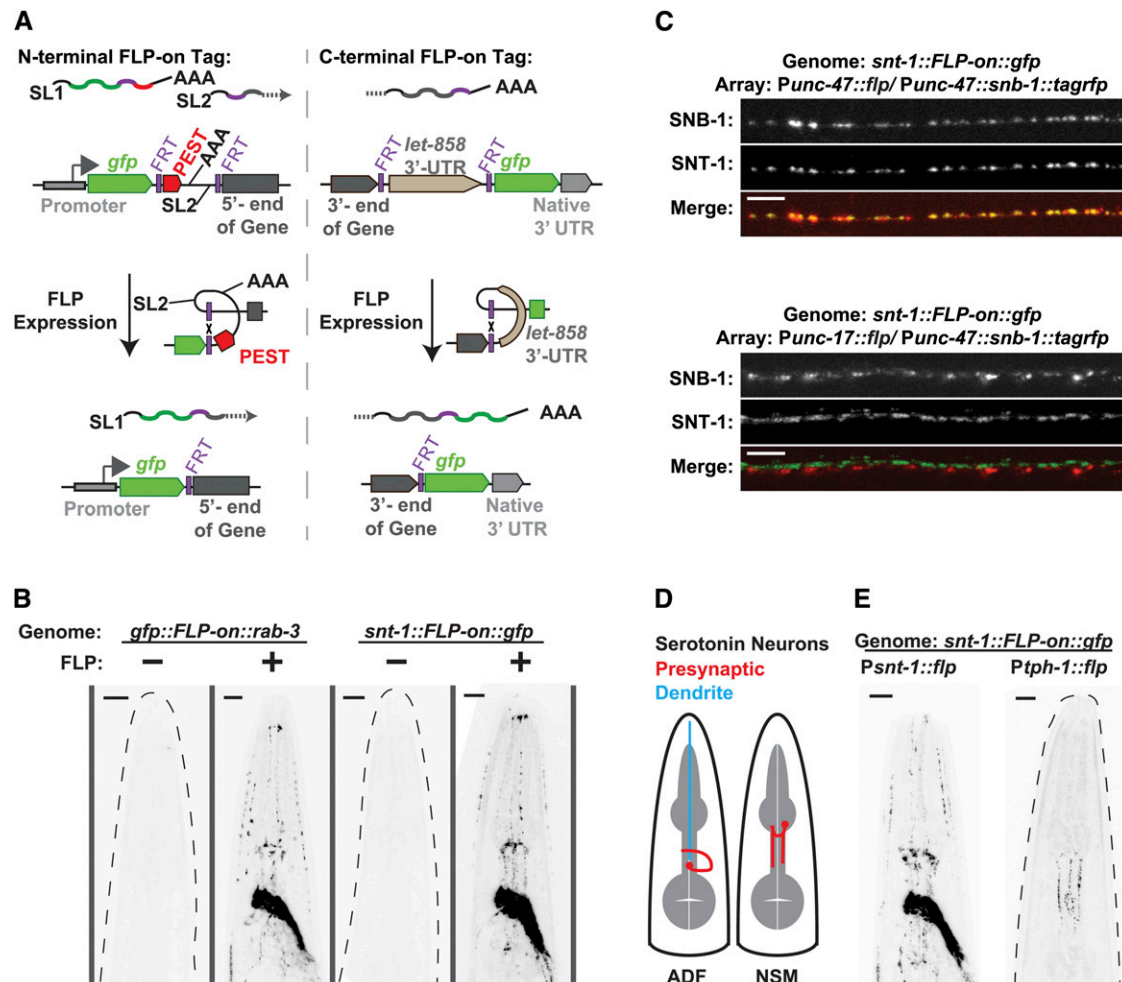 A
N-terminal FLP-on Tag:
SL1
AAA
SL2
gfp
FRT
PEST
AAA
FRT
Promoter
SL2
5'- end
of Gene
FLP
Expression
SL2
AAA
PEST
SL1
gfp
FRT
Promoter
5'- end
of Gene
C-terminal FLP-on Tag:
AAA
FRT
let-858
3'-UTR
FRT
gfp
3'- end
of Gene
Native
3' UTR
FLP
Expression
let-858
3'-UTR
AAA
FRT
gfp
3'- end
of Gene
Native
3' UTR
B
Genome: gfp::FLP-on::rab-3 snt-1::FLP-on::gfp
FLP: − + − +
C
Genome: snt-1::FLP-on::gfp
Array: Punc-47::flp/ Punc-47::snb-1::tagrfp
SNB-1:
SNT-1:
Merge:
Genome: snt-1::FLP-on::gfp
Array: Punc-17::flp/ Punc-47::snb-1::tagrfp
SNB-1:
SNT-1:
Merge:
D
Serotonin Neurons
Presynaptic
Dendrite
ADF NSM
E
Genome: snt-1::FLP-on::gfp
Psnt-1::flp Ptph-1::flp